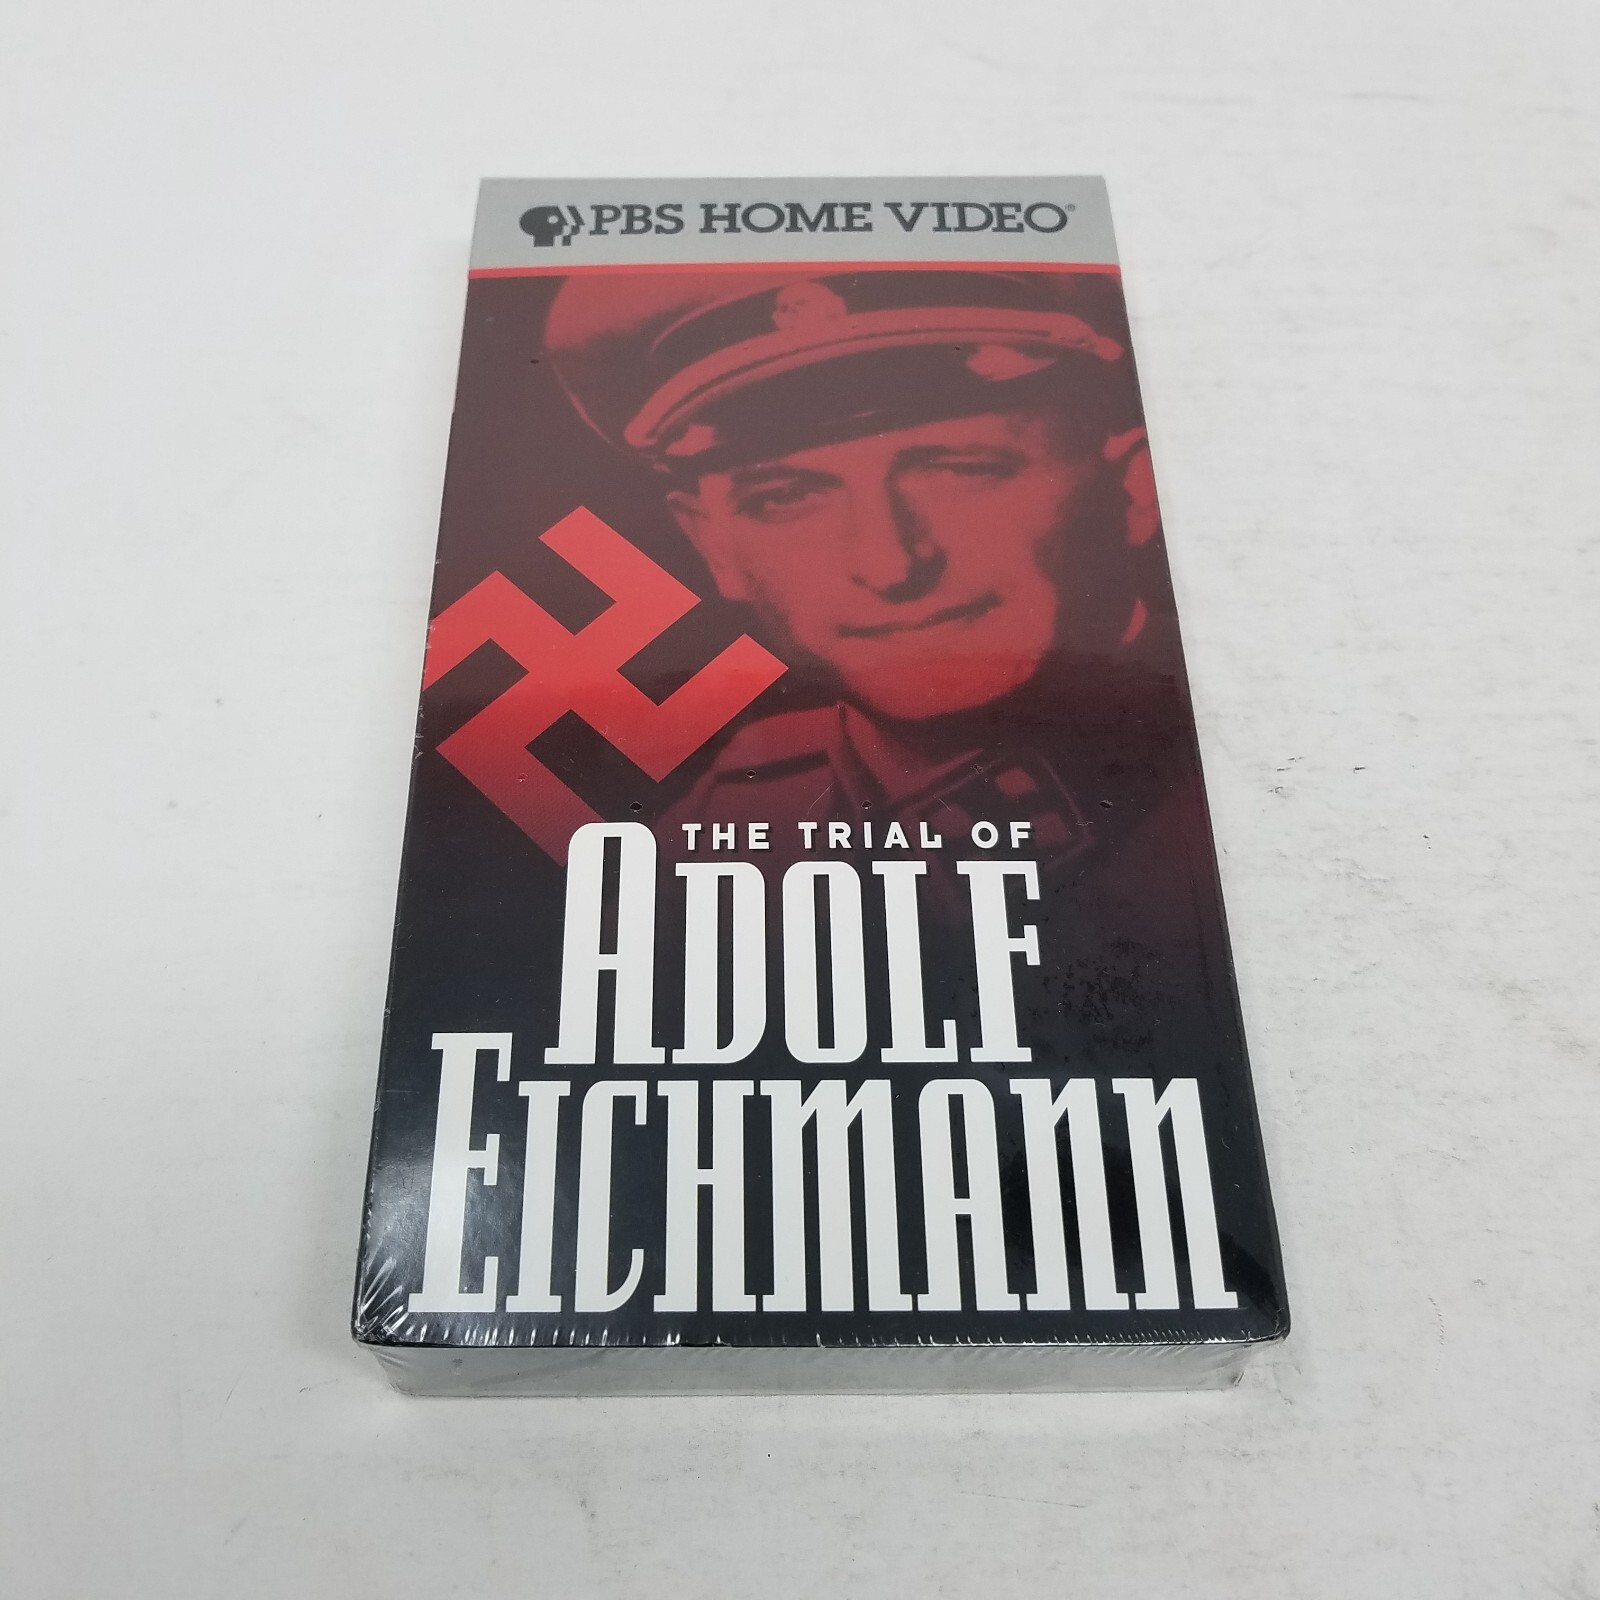 PBS HOME VIDEO®
THE TRIAL OF
ADOLF
EICHMANN